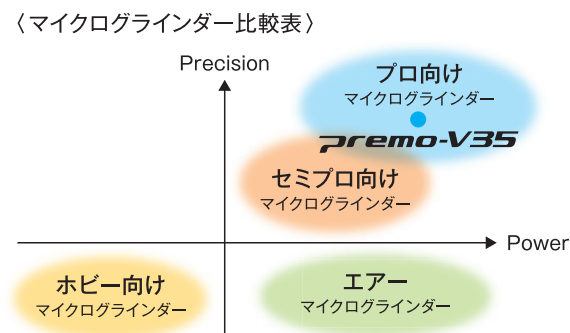 〈マイクログラインダー比較表〉
Precision
プロ向け
マイクログラインダー
premo-V35
セミプロ向け
マイクログラインダー
Power
ホビー向け
マイクログラインダー
エアー
マイクログラインダー